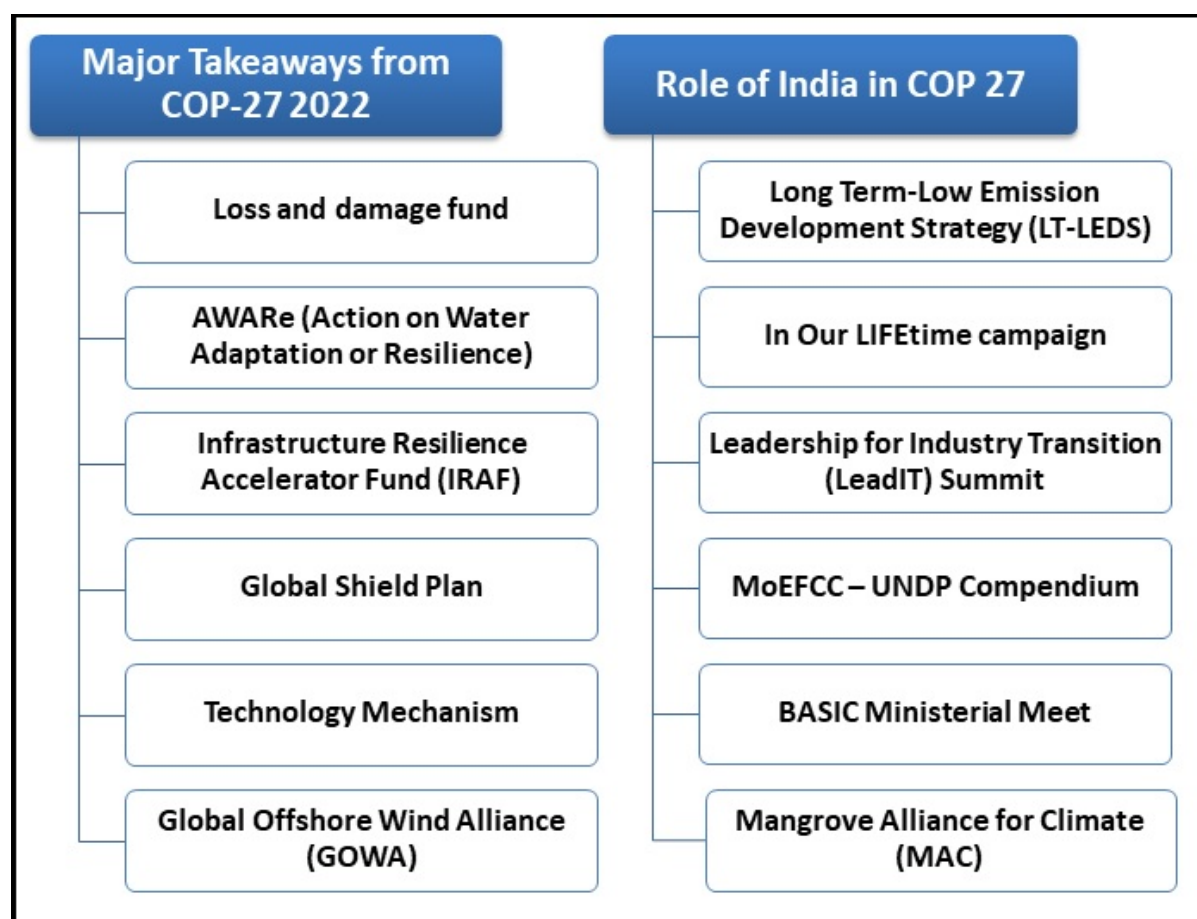 Major Takeaways from
COP-27 2022
Loss and damage fund
AWARe (Action on Water
Adaptation or Resilience)
Infrastructure Resilience
Accelerator Fund (IRAF)
Global Shield Plan
Technology Mechanism
Global Offshore Wind Alliance
(GOWA)
Role of India in COP 27
Long Term-Low Emission
Development Strategy (LT-LEDS)
In Our LIFEtime campaign
Leadership for Industry Transition
(LeadIT) Summit
MoEFCC – UNDP Compendium
BASIC Ministerial Meet
Mangrove Alliance for Climate
(MAC)